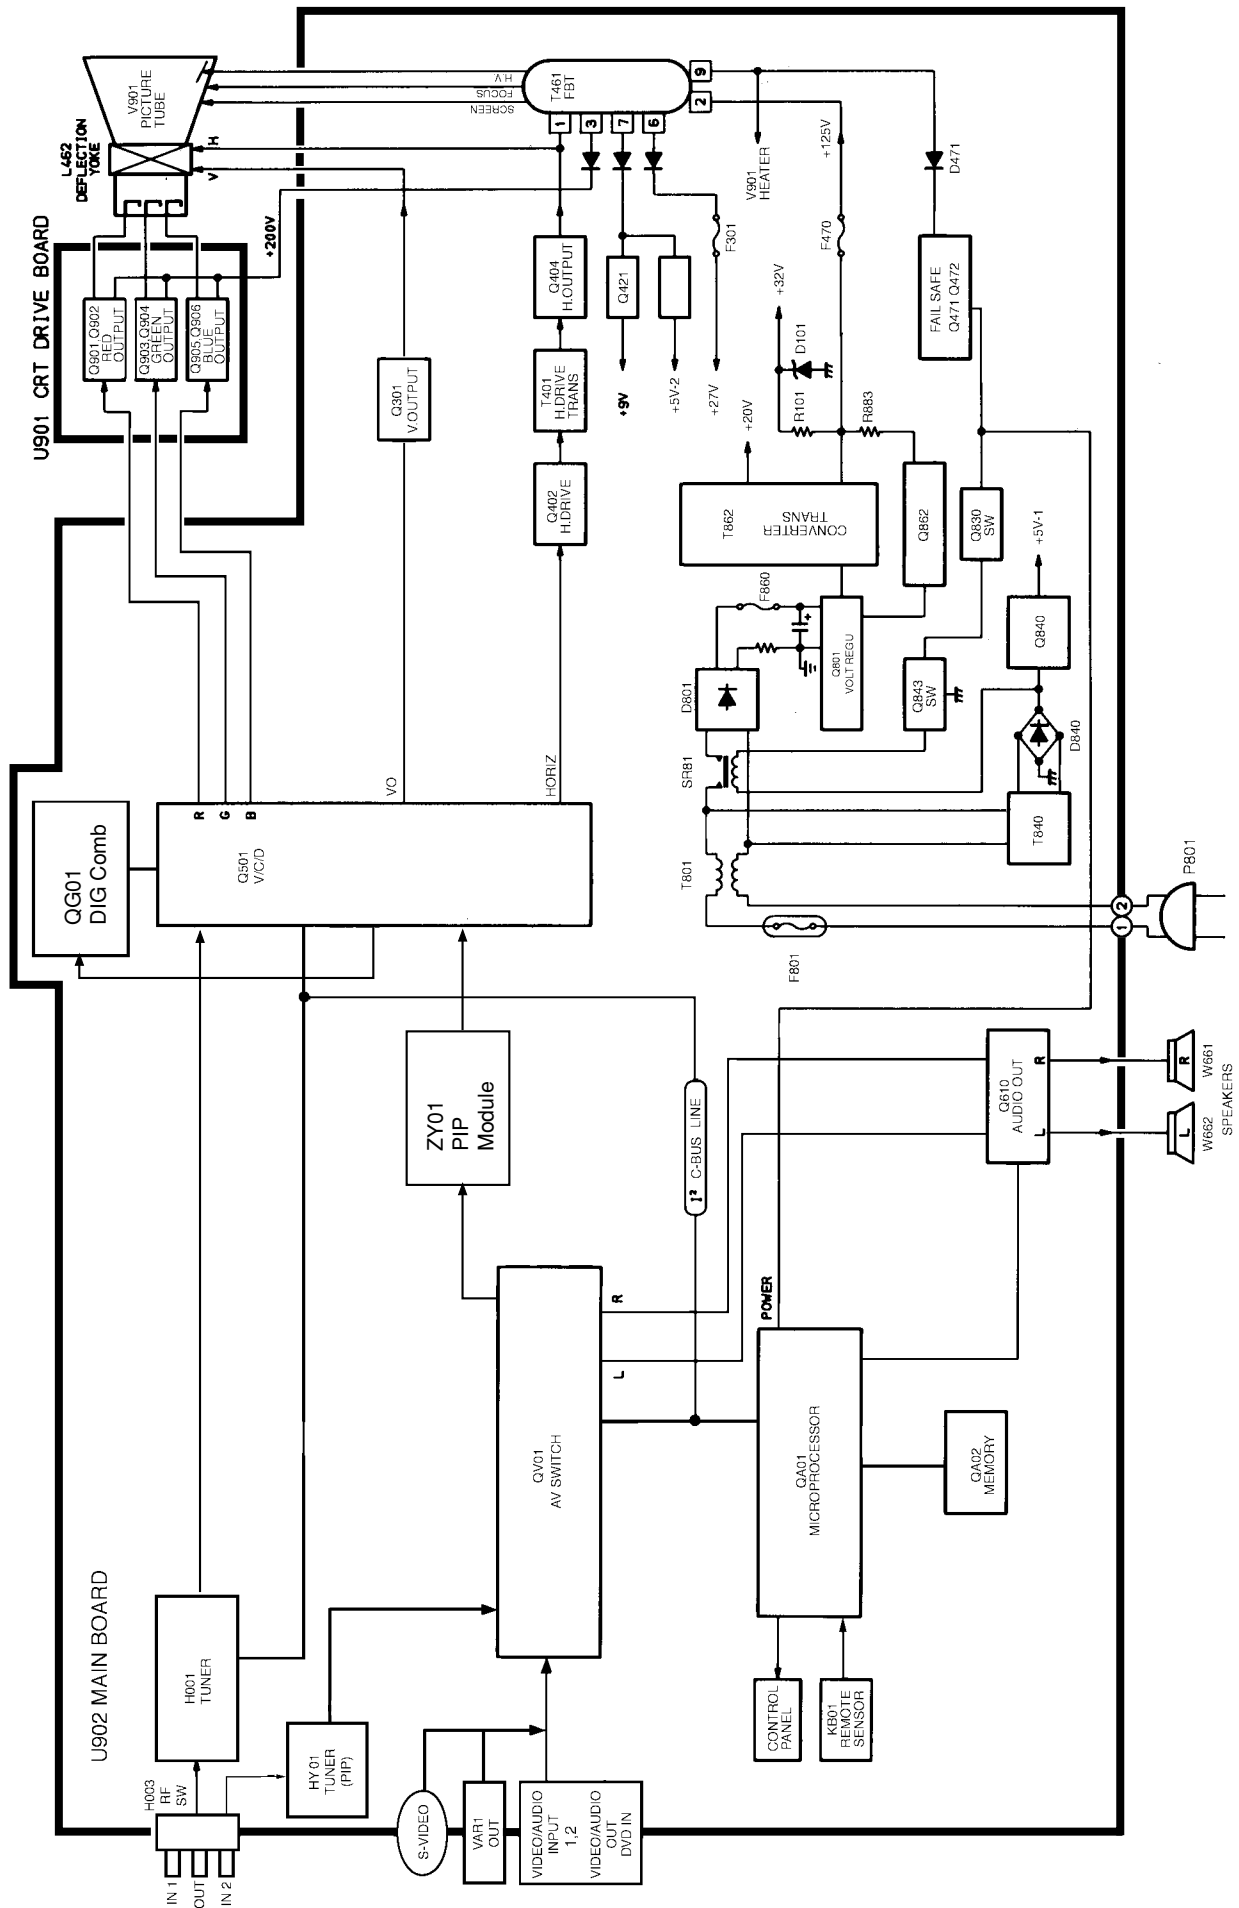 U902 MAIN BOARD
IN 1
OUT
IN 2
H003
RF
SW
H001
TUNER
HY01
TUNER
(PIP)
S-VIDEO
VAR1
OUT
VIDEO/AUDIO
INPUT
1,2
VIDEO/AUDIO
OUT
DVD IN
QV01
AV SWITCH
L
R
ZY01
PIP
Module
QG01
DIG Comb
Q501
V/C/D
R
G
B
VO
HORIZ
I² C-BUS LINE
CONTROL
PANEL
KB01
REMOTE
SENSOR
QA01
MICROPROCESSOR
POWER
QA02
MEMORY
Q610
AUDIO OUT
L
R
L
R
W662
W661
SPEAKERS
P801
1
2
F801
T801
SR81
D801
F860
+
Q801
VOLT REGU
T862
CONVERTER
TRANS
+20V
R101
D101
+32V
R883
Q862
Q843
SW
Q830
SW
T840
D840
Q840
+5V-1
FAIL SAFE
Q471 Q472
D471
F470
+125V
V901
HEATER
Q402
H.DRIVE
T401
H.DRIVE
TRANS
Q404
H.OUTPUT
Q301
V.OUTPUT
Q421
+9V
+5V-2
+27V
F301
T461
FBT
1
3
7
6
2
9
H.V.
FOCUS
SCREEN
U901 CRT DRIVE BOARD
Q901,Q902
RED
OUTPUT
Q903,Q904
GREEN
OUTPUT
Q905,Q906
BLUE
OUTPUT
+200V
L462
DEFLECTION
YOKE
V
H
V901
PICTURE
TUBE